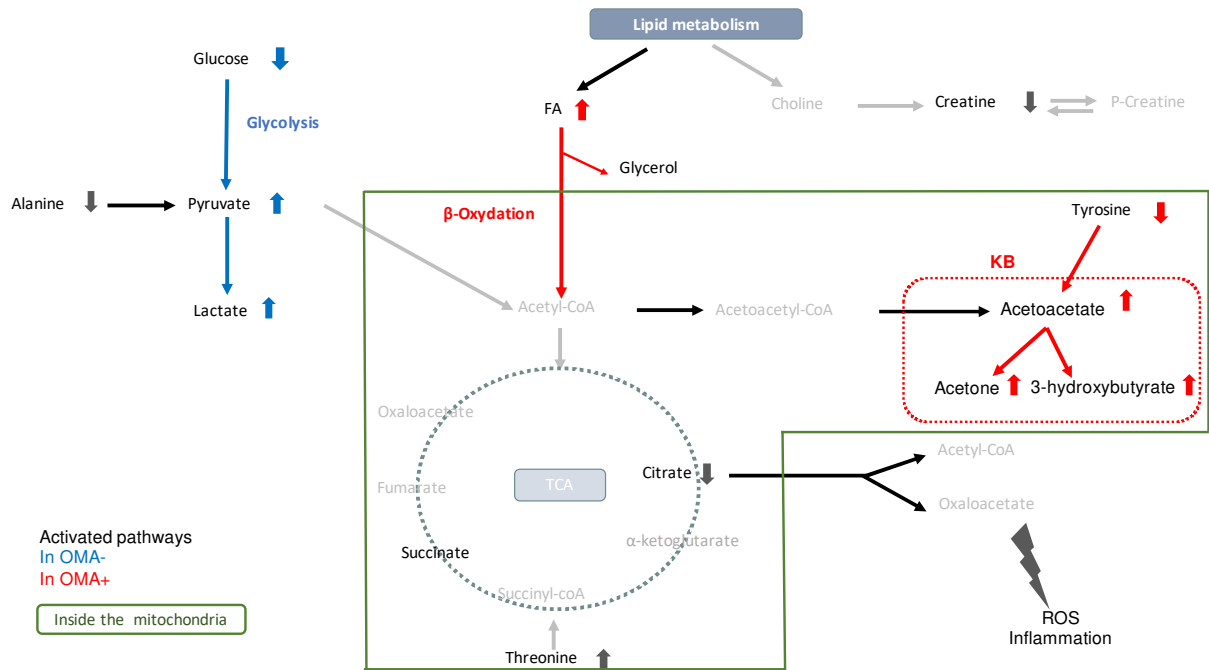 Lipid metabolism
Glucose
FA
Choline
Creatine
P-Creatine
Glycolysis
Glycerol
Alanine
Pyruvate
β-Oxydation
Tyrosine
KB
Lactate
Acetyl-CoA
Acetoacetyl-CoA
Acetoacetate
Acetone
3-hydroxybutyrate
Oxaloacetate
Citrate
Acetyl-CoA
Fumarate
TCA
Oxaloacetate
Succinate
α-ketoglutarate
Succinyl-coA
Threonine
ROS
Inflammation
Activated pathways
In OMA-
In OMA+
Inside the mitochondria